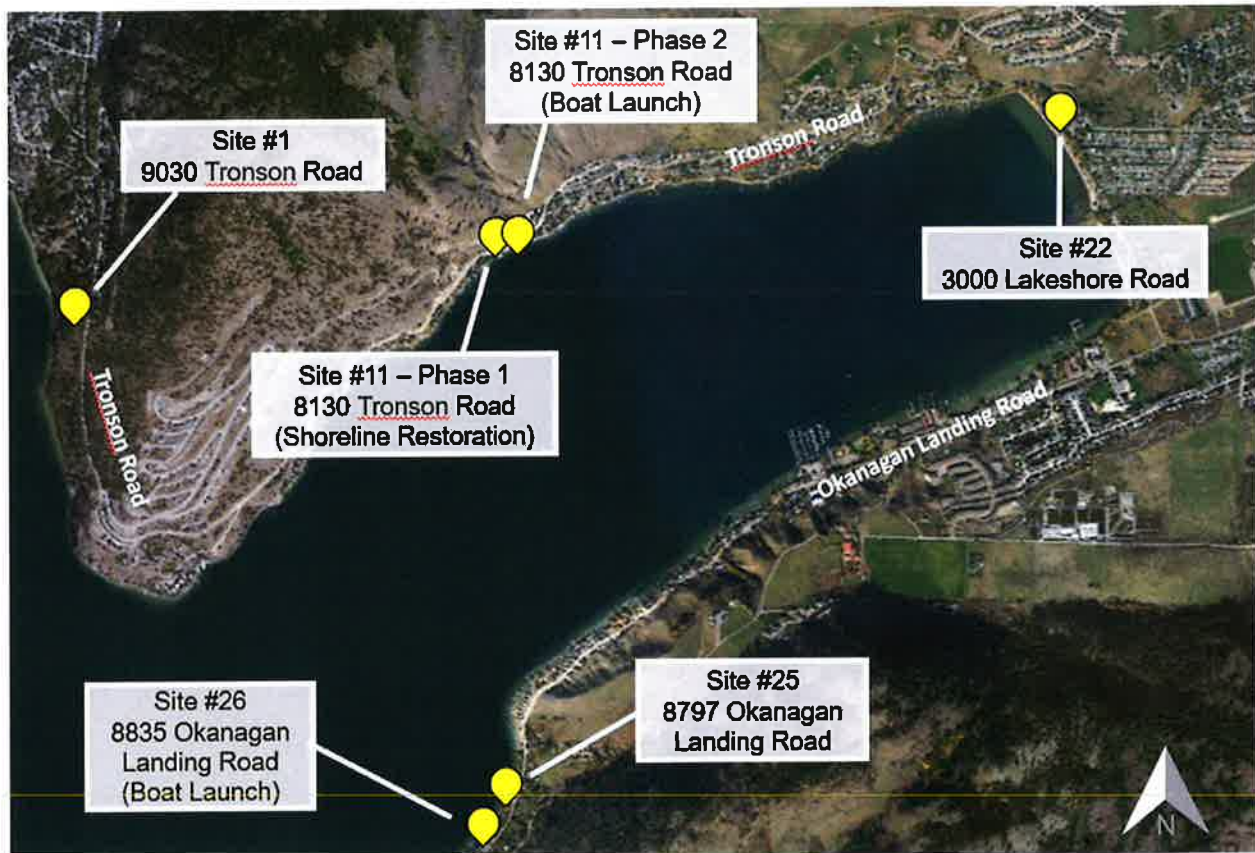 Site #11 – Phase 2
8130 Tronson Road
(Boat Launch)
Site #1
9030 Tronson Road
Tronson Road
Site #22
3000 Lakeshore Road
Site #11 – Phase 1
8130 Tronson Road
(Shoreline Restoration)
Tronson Road
Okanagan Landing Road
Site #25
8797 Okanagan
Landing Road
Site #26
8835 Okanagan
Landing Road
(Boat Launch)
N